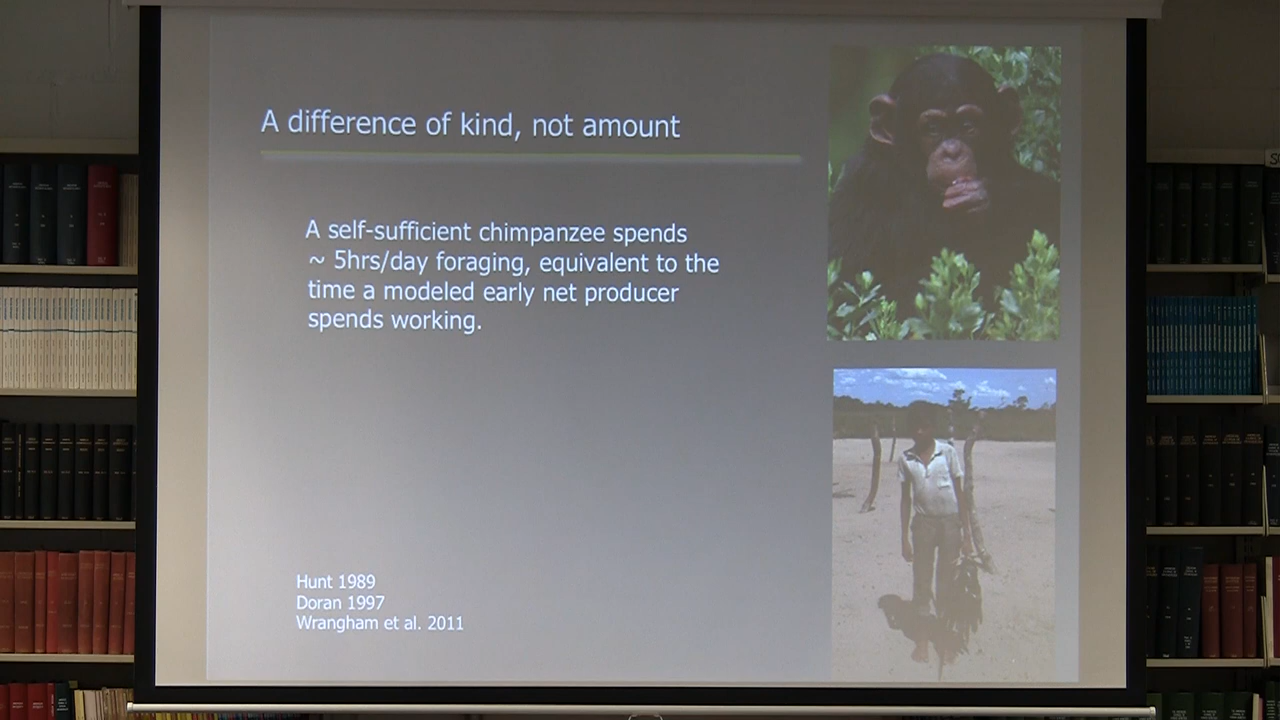 A difference of kind, not amount
A self-sufficient chimpanzee spends
~ 5hrs/day foraging, equivalent to the
time a modeled early net producer
spends working.
Hunt 1989
Doran 1997
Wrangham et al. 2011